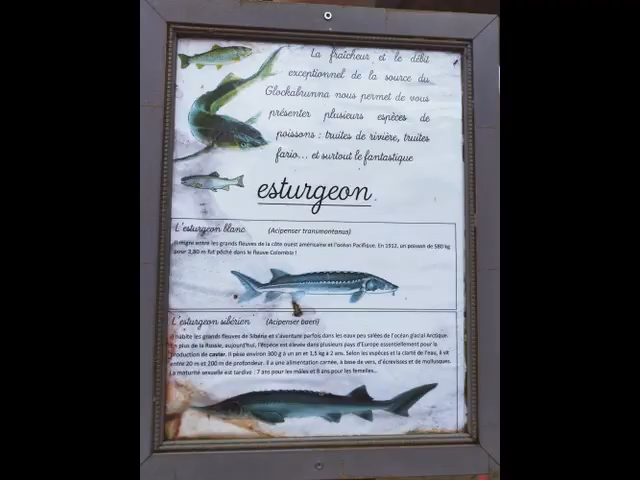 La fraîcheur et le débit
exceptionnel de la source du
Glockabrunna nous permet de vous
présenter plusieurs espèces de
poissons : truites de rivière, truites
fario... et surtout le fantastique
esturgeon
L'esturgeon blanc (Acipenser transmontanus)
Il migre entre les grands fleuves de la côte ouest américaine et l'océan Pacifique. En 1912, un poisson de 580 kg
pour 3,80 m fut pêché dans le fleuve Colombia !
L'esturgeon sibérien (Acipenser baeri)
Il habite les grands fleuves de Sibérie et s'aventure parfois dans les eaux peu salées de l'océan glacial Arctique.
En plus de la Russie, aujourd'hui, l'espèce est élevée dans plusieurs pays d'Europe essentiellement pour la
production de caviar. Il pèse environ 300 g à un an et 1,5 kg à 2 ans. Selon les espèces et la clarté de l'eau, il vit
entre 20 m et 200 m de profondeur. Il a une alimentation carnée, à base de vers, d'écrevisses et de mollusques.
La maturité sexuelle est tardive : 7 ans pour les mâles et 8 ans pour les femelles...